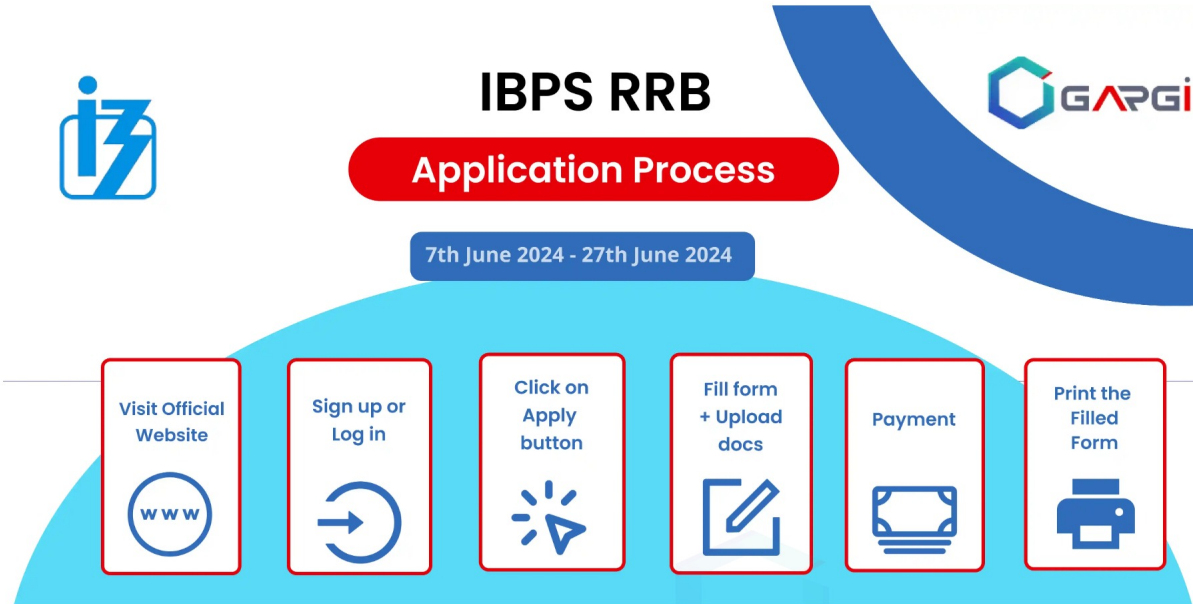 IBPS RRB
GARGI
Application Process
7th June 2024 - 27th June 2024
Visit Official
Website
www
Sign up or
Log in
Click on
Apply
button
Fill form
+ Upload
docs
Payment
Print the
Filled
Form